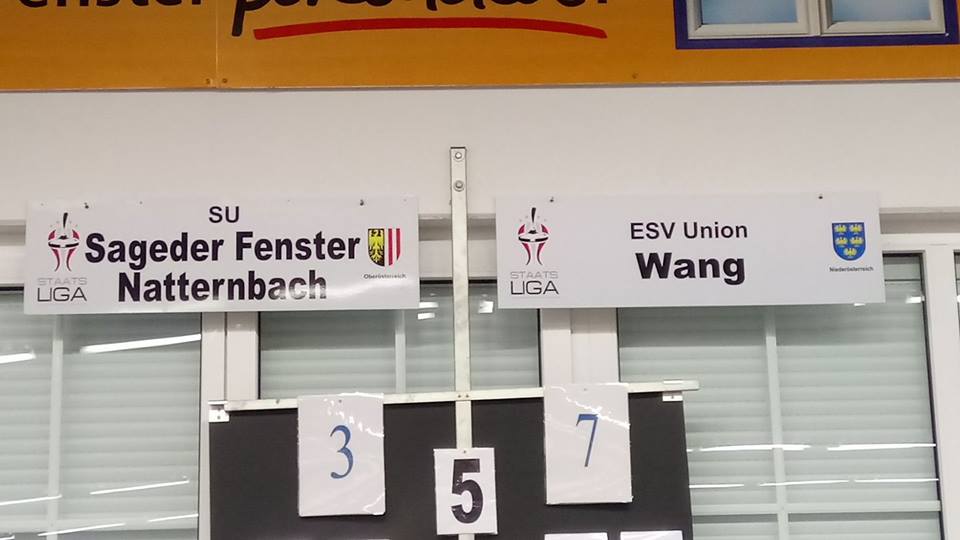 SU
Sageder Fenster
Natternbach
STAATS
LIGA
Oberösterreich
ESV Union
Wang
STAATS
LIGA
Niederösterreich
3
7
5